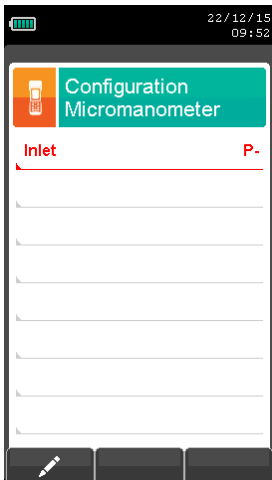 22/12/15
09:52
Configuration
Micromanometer
Inlet P-